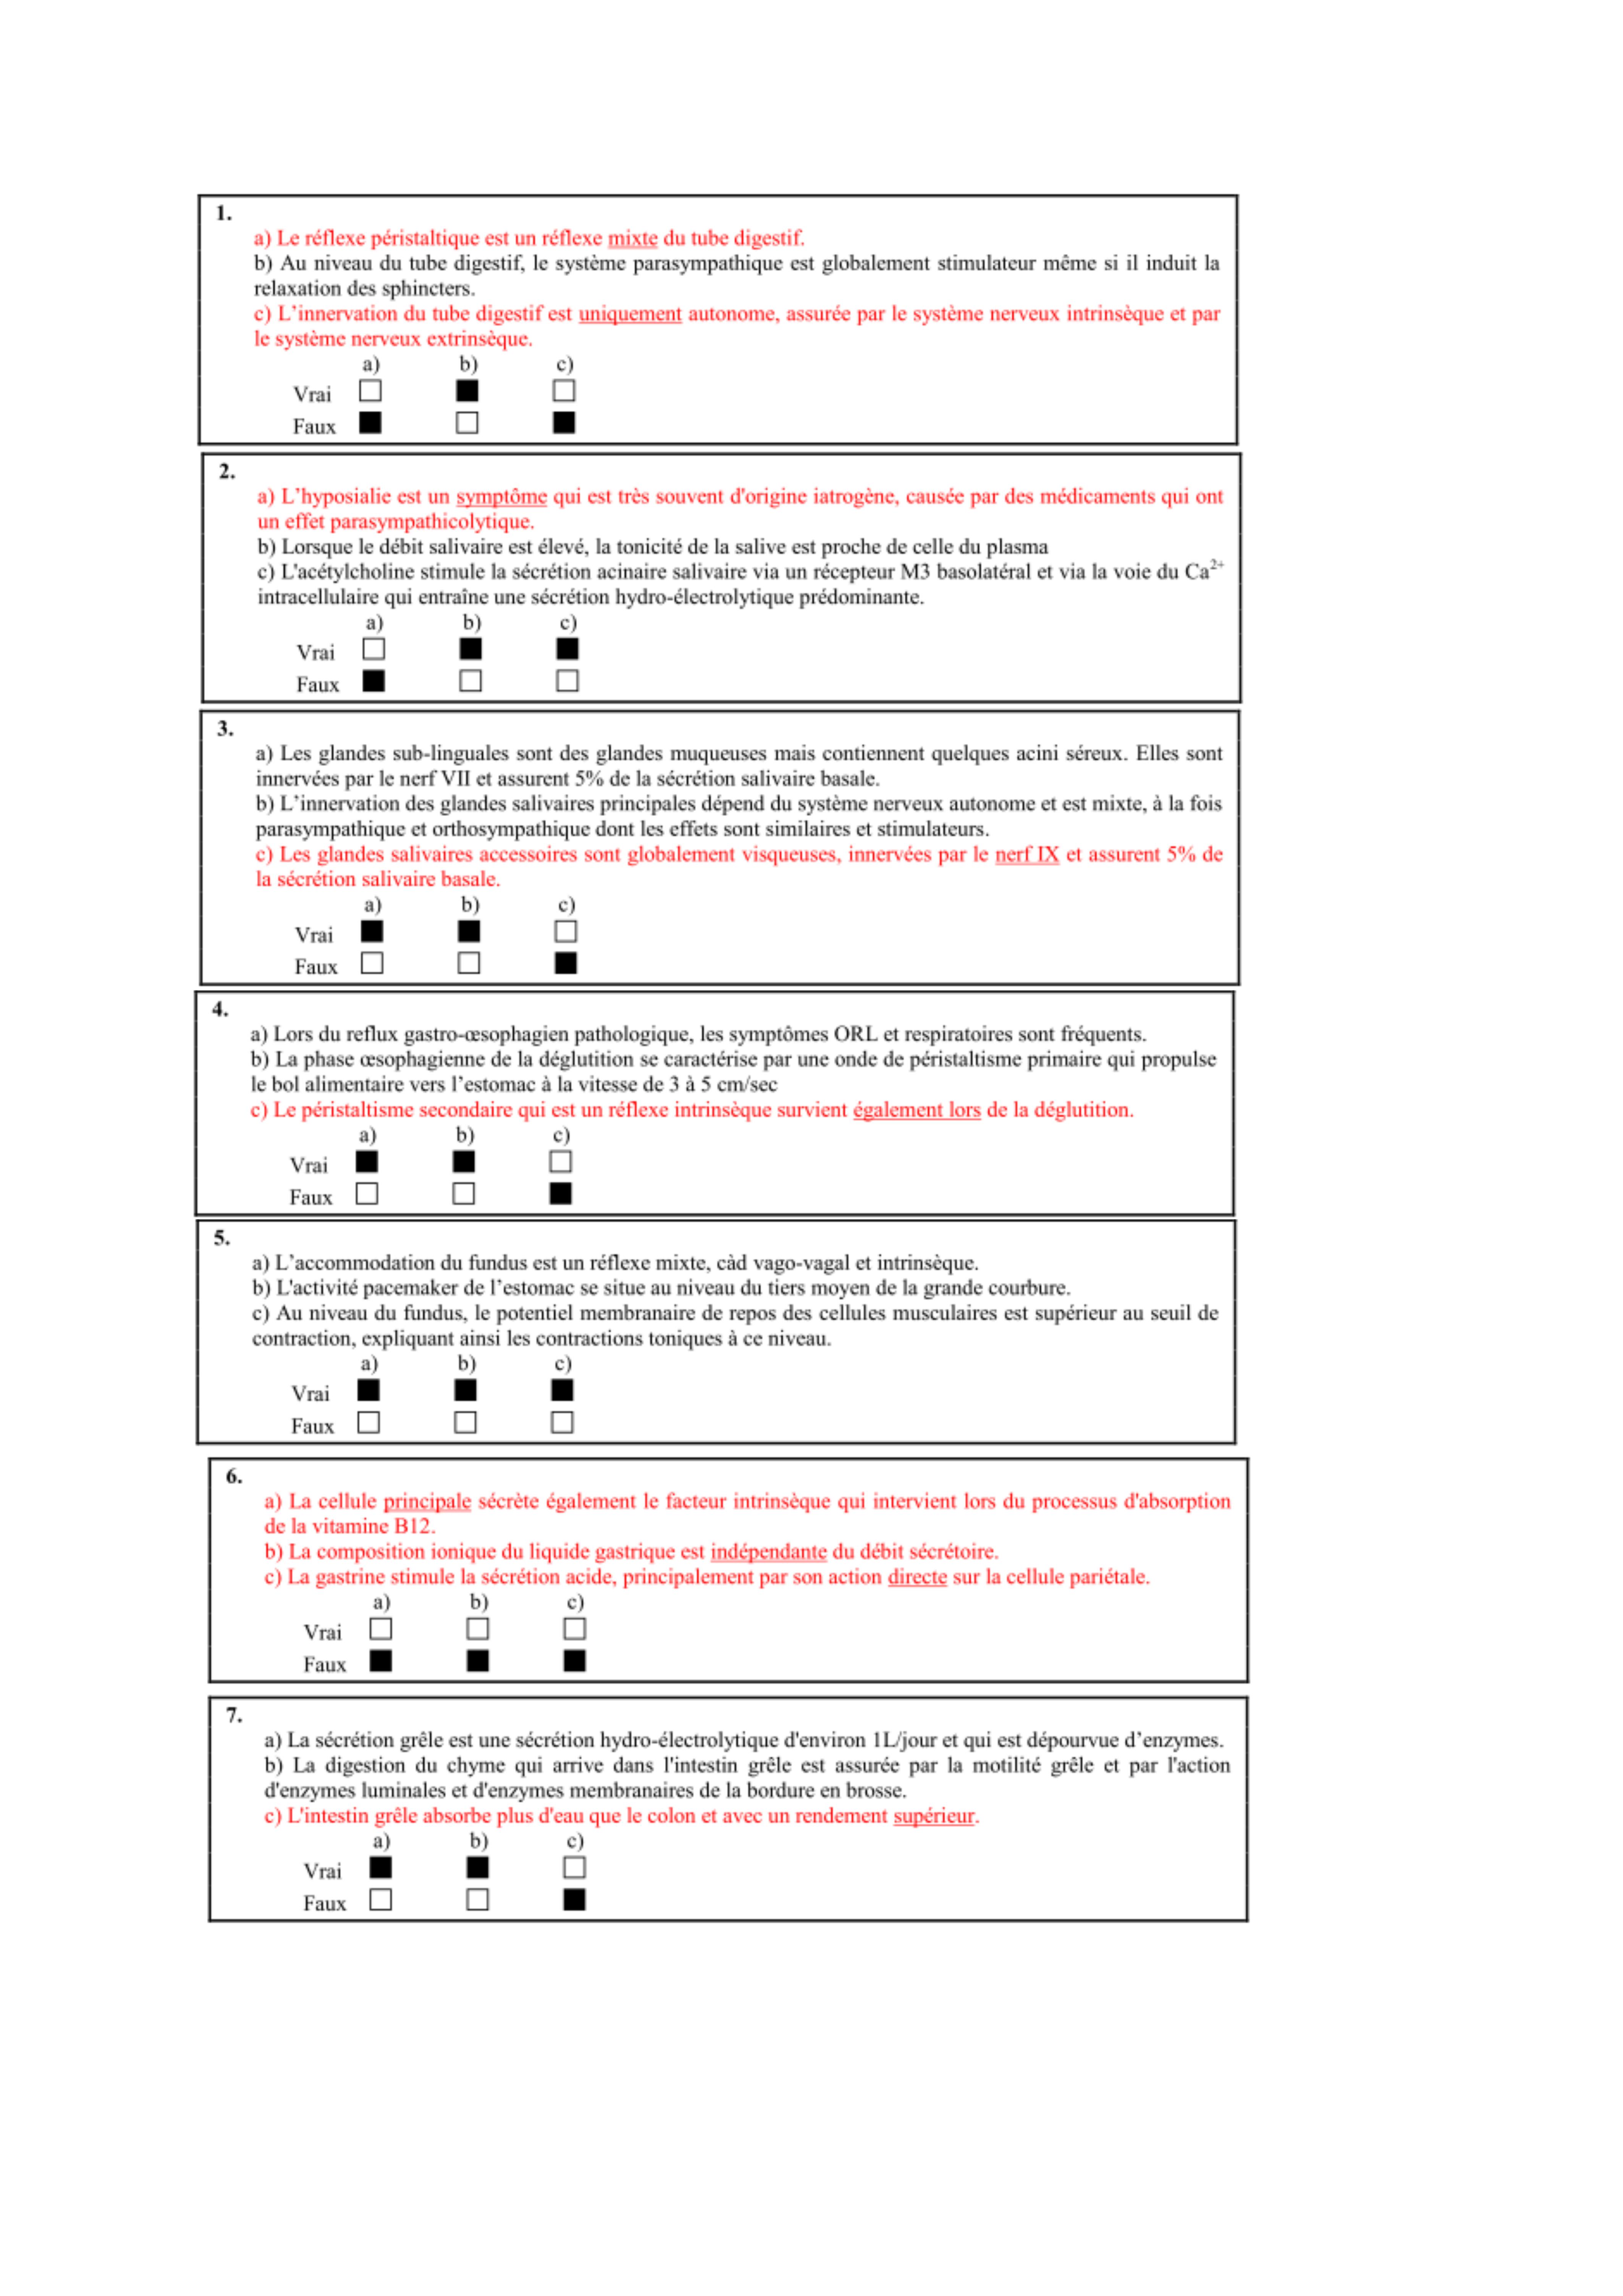 1.
a) Le réflexe péristaltique est un réflexe mixte du tube digestif.
b) Au niveau du tube digestif, le système parasympathique est globalement stimulateur même si il induit la
relaxation des sphincters.
c) L'innervation du tube digestif est uniquement autonome, assurée par le système nerveux intrinsèque et par
le système nerveux extrinsèque.
a) b) c)
Vrai
Faux
2.
a) L'hyposialie est un symptôme qui est très souvent d'origine iatrogène, causée par des médicaments qui ont
un effet parasympathicolytique.
b) Lorsque le débit salivaire est élevé, la tonicité de la salive est proche de celle du plasma
c) L'acétylcholine stimule la sécrétion acinaire salivaire via un récepteur M3 basolatéral et via la voie du Ca²⁺
intracellulaire qui entraîne une sécrétion hydro-électrolytique prédominante.
a) b) c)
Vrai
Faux
3.
a) Les glandes sub-linguales sont des glandes muqueuses mais contiennent quelques acini séreux. Elles sont
innervées par le nerf VII et assurent 5% de la sécrétion salivaire basale.
b) L'innervation des glandes salivaires principales dépend du système nerveux autonome et est mixte, à la fois
parasympathique et orthosympathique dont les effets sont similaires et stimulateurs.
c) Les glandes salivaires accessoires sont globalement visqueuses, innervées par le nerf IX et assurent 5% de
la sécrétion salivaire basale.
a) b) c)
Vrai
Faux
4.
a) Lors du reflux gastro-œsophagien pathologique, les symptômes ORL et respiratoires sont fréquents.
b) La phase œsophagienne de la déglutition se caractérise par une onde de péristaltisme primaire qui propulse
le bol alimentaire vers l'estomac à la vitesse de 3 à 5 cm/sec
c) Le péristaltisme secondaire qui est un réflexe intrinsèque survient également lors de la déglutition.
a) b) c)
Vrai
Faux
5.
a) L'accommodation du fundus est un réflexe mixte, càd vago-vagal et intrinsèque.
b) L'activité pacemaker de l'estomac se situe au niveau du tiers moyen de la grande courbure.
c) Au niveau du fundus, le potentiel membranaire de repos des cellules musculaires est supérieur au seuil de
contraction, expliquant ainsi les contractions toniques à ce niveau.
a) b) c)
Vrai
Faux
6.
a) La cellule principale sécrète également le facteur intrinsèque qui intervient lors du processus d'absorption
de la vitamine B12.
b) La composition ionique du liquide gastrique est indépendante du débit sécrétoire.
c) La gastrine stimule la sécrétion acide, principalement par son action directe sur la cellule pariétale.
a) b) c)
Vrai
Faux
7.
a) La sécrétion grêle est une sécrétion hydro-électrolytique d'environ 1L/jour et qui est dépourvue d'enzymes.
b) La digestion du chyme qui arrive dans l'intestin grêle est assurée par la motilité grêle et par l'action
d'enzymes luminales et d'enzymes membranaires de la bordure en brosse.
c) L'intestin grêle absorbe plus d'eau que le colon et avec un rendement supérieur.
a) b) c)
Vrai
Faux